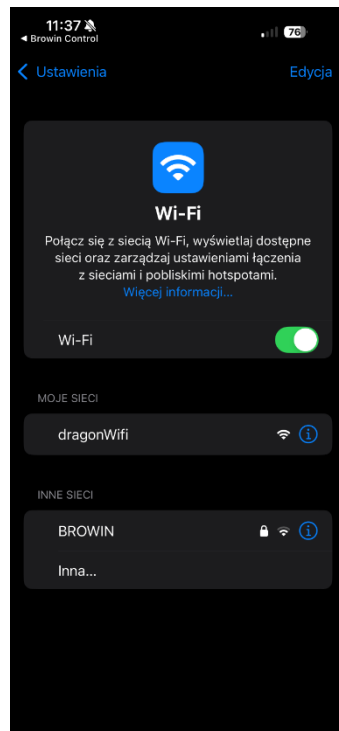 11:37
◀ Browin Control
76
Ustawienia
Edycja
Wi-Fi
Połącz się z siecią Wi-Fi, wyświetlaj dostępne
sieci oraz zarządzaj ustawieniami łączenia
z sieciami i pobliskimi hotspotami.
Więcej informacji...
Wi-Fi
MOJE SIECI
dragonWifi
INNE SIECI
BROWIN
Inna...